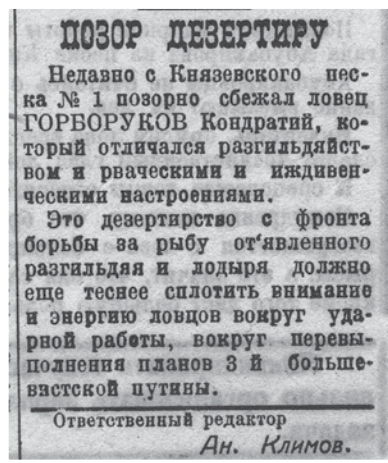 ПОЗОР ДЕЗЕРТИРУ
Недавно с Князевского пес-
ка № 1 позорно сбежал ловец
ГОРБОРУКОВ Кондратий, ко-
торый отличался разгильдяйст-
вом и рваческими и иждивен-
ческими настроениями.
Это дезертирство с фронта
борьбы за рыбу от'явленного
разгильдяя и лодыря должно
еще теснее сплотить внимание
и энергию ловцов вокруг удар-
ной работы, вокруг перевы-
полнения планов 3 й больше-
вистской путины.
Ответственный редактор
Ан. Климов.